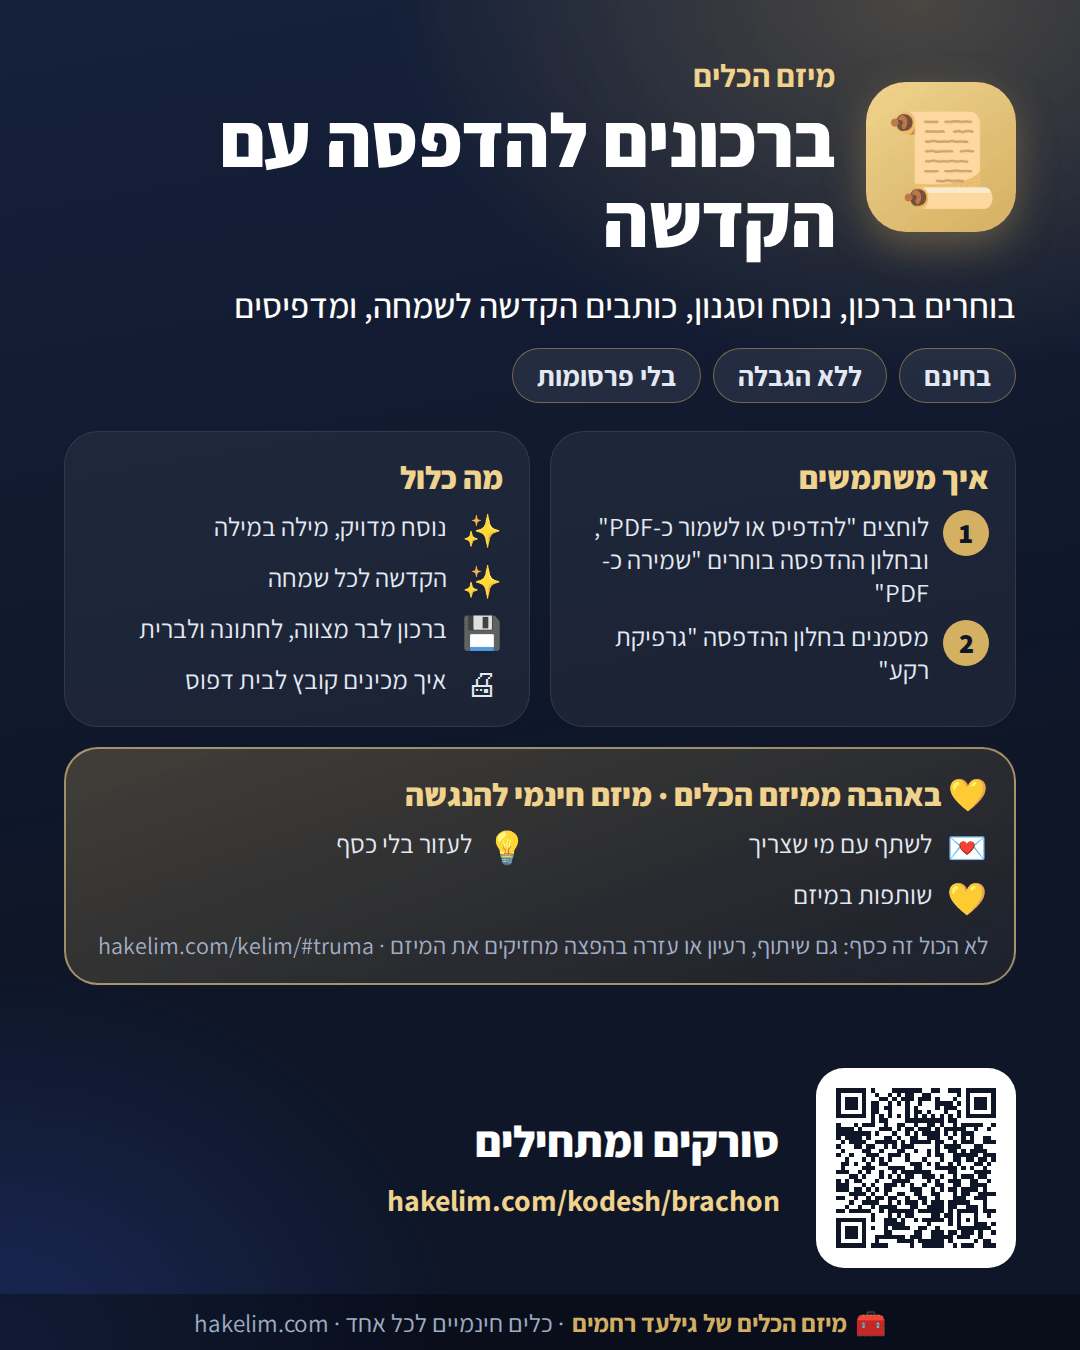 מיזם הכלים
ברכונים להדפסה עם
הקדשה
בוחרים ברכון, נוסח וסגנון, כותבים הקדשה לשמחה, ומדפיסים
בחינם
ללא הגבלה
בלי פרסומות
איך משתמשים
1
לוחצים "להדפיס או לשמור כ-PDF",
ובחלון ההדפסה בוחרים "שמירה כ-
PDF"
2
מסמנים בחלון ההדפסה "גרפיקת
רקע"
מה כלול
✨ נוסח מדויק, מילה במילה
✨ הקדשה לכל שמחה
💾 ברכון לבר מצווה, לחתונה ולברית
🖨 איך מכינים קובץ לבית דפוס
💛 באהבה ממיזם הכלים · מיזם חינמי להנגשה
💌 לשתף עם מי שצריך
💡 לעזור בלי כסף
💛 שותפות במיזם
לא הכול זה כסף: גם שיתוף, רעיון או עזרה בהפצה מחזיקים את המיזם · hakelim.com/kelim/#truma
סורקים ומתחילים
hakelim.com/kodesh/brachon
🧰 מיזם הכלים של גילעד רחמים · כלים חינמיים לכל אחד · hakelim.com